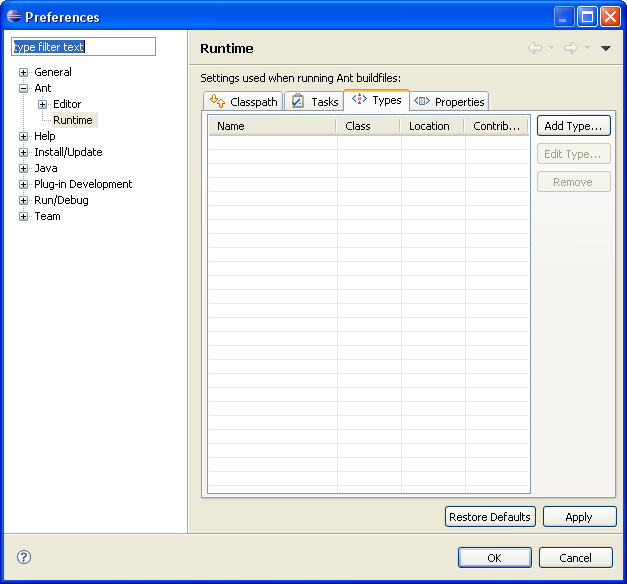 Preferences
type filter text
General
Ant
Editor
Runtime
Help
Install/Update
Java
Plug-in Development
Run/Debug
Team
Runtime
Settings used when running Ant buildfiles:
Classpath Tasks Types Properties
Name Class Location Contrib...
Add Type...
Edit Type...
Remove
Restore Defaults Apply
OK Cancel